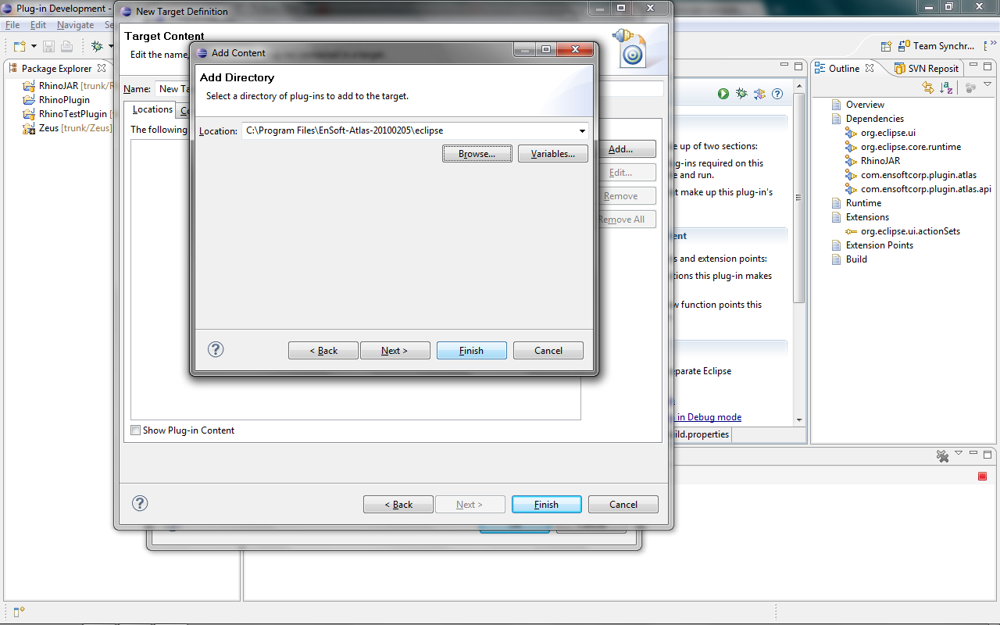 Plug-in Development -
File Edit Navigate Se
Team Synchr...
Package Explorer
RhinoJAR [trunk/R
RhinoPlugin
RhinoTestPlugin [
Zeus [trunk/Zeus]
New Target Definition
Target Content
Edit the name,
Name: New Ta
Locations
The following
Add...
Edit...
Remove
Remove All
Show Plug-in Content
< Back Next > Finish Cancel
Add Content
Add Directory
Select a directory of plug-ins to add to the target.
Location: C:\Program Files\EnSoft-Atlas-20100205\eclipse
Browse... Variables...
< Back Next > Finish Cancel
e up of two sections:
ug-ins required on this
e and run.
t make up this plug-in's
ent
s and extension points:
tions this plug-in makes
w function points this
eparate Eclipse
in Debug mode
ild.properties
Outline SVN Reposit
Overview
Dependencies
org.eclipse.ui
org.eclipse.core.runtime
RhinoJAR
com.ensoftcorp.plugin.atlas
com.ensoftcorp.plugin.atlas.api
Runtime
Extensions
org.eclipse.ui.actionSets
Extension Points
Build